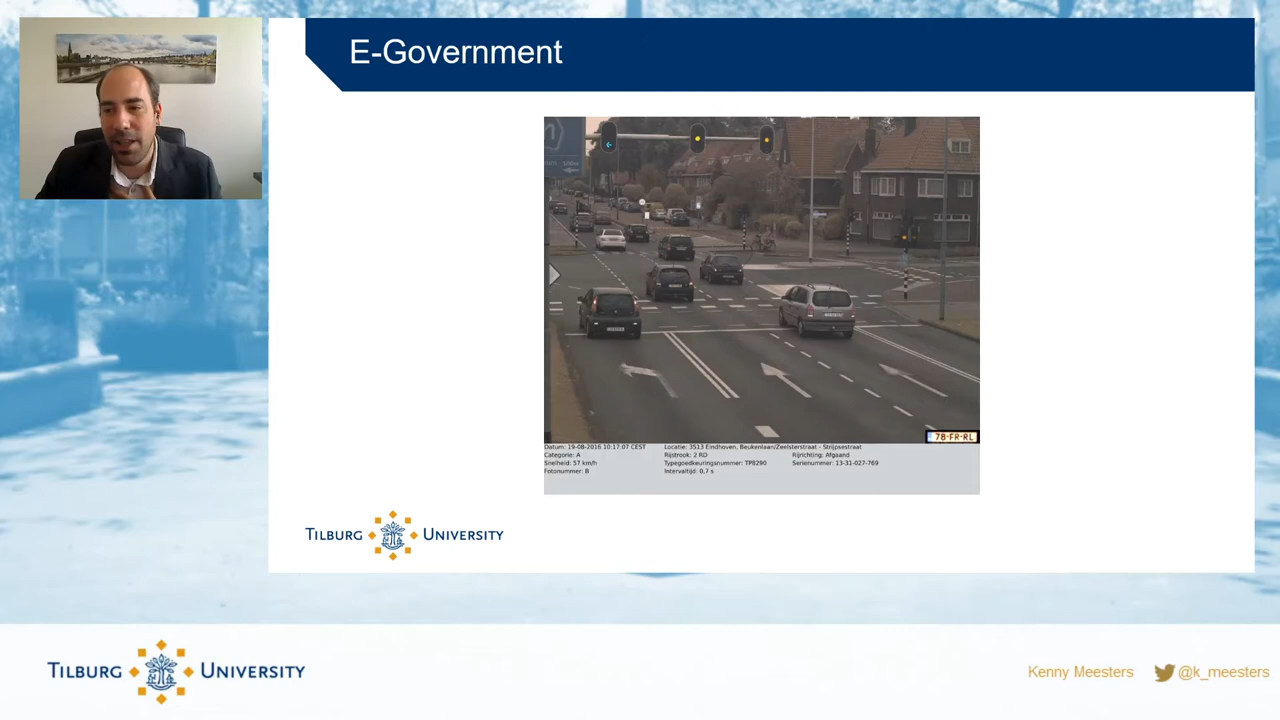 E-Government
78-FR-RL
Datum: 19-08-2016 10:17:07 CEST
Locatie: 3513 Eindhoven, Beukenlaan/Zeelsterstraat - Strijpsestraat
Categorie: A
Rijstrook: 2 RD
Rijrichting: Afgaand
Snelheid: 57 km/h
Typegoedkeuringsnummer: TP8290
Serienummer: 13-31-027-769
Fotonummer: B
Intervaltijd: 0,7 s
TILBURG UNIVERSITY
TILBURG UNIVERSITY
Kenny Meesters
@k_meesters